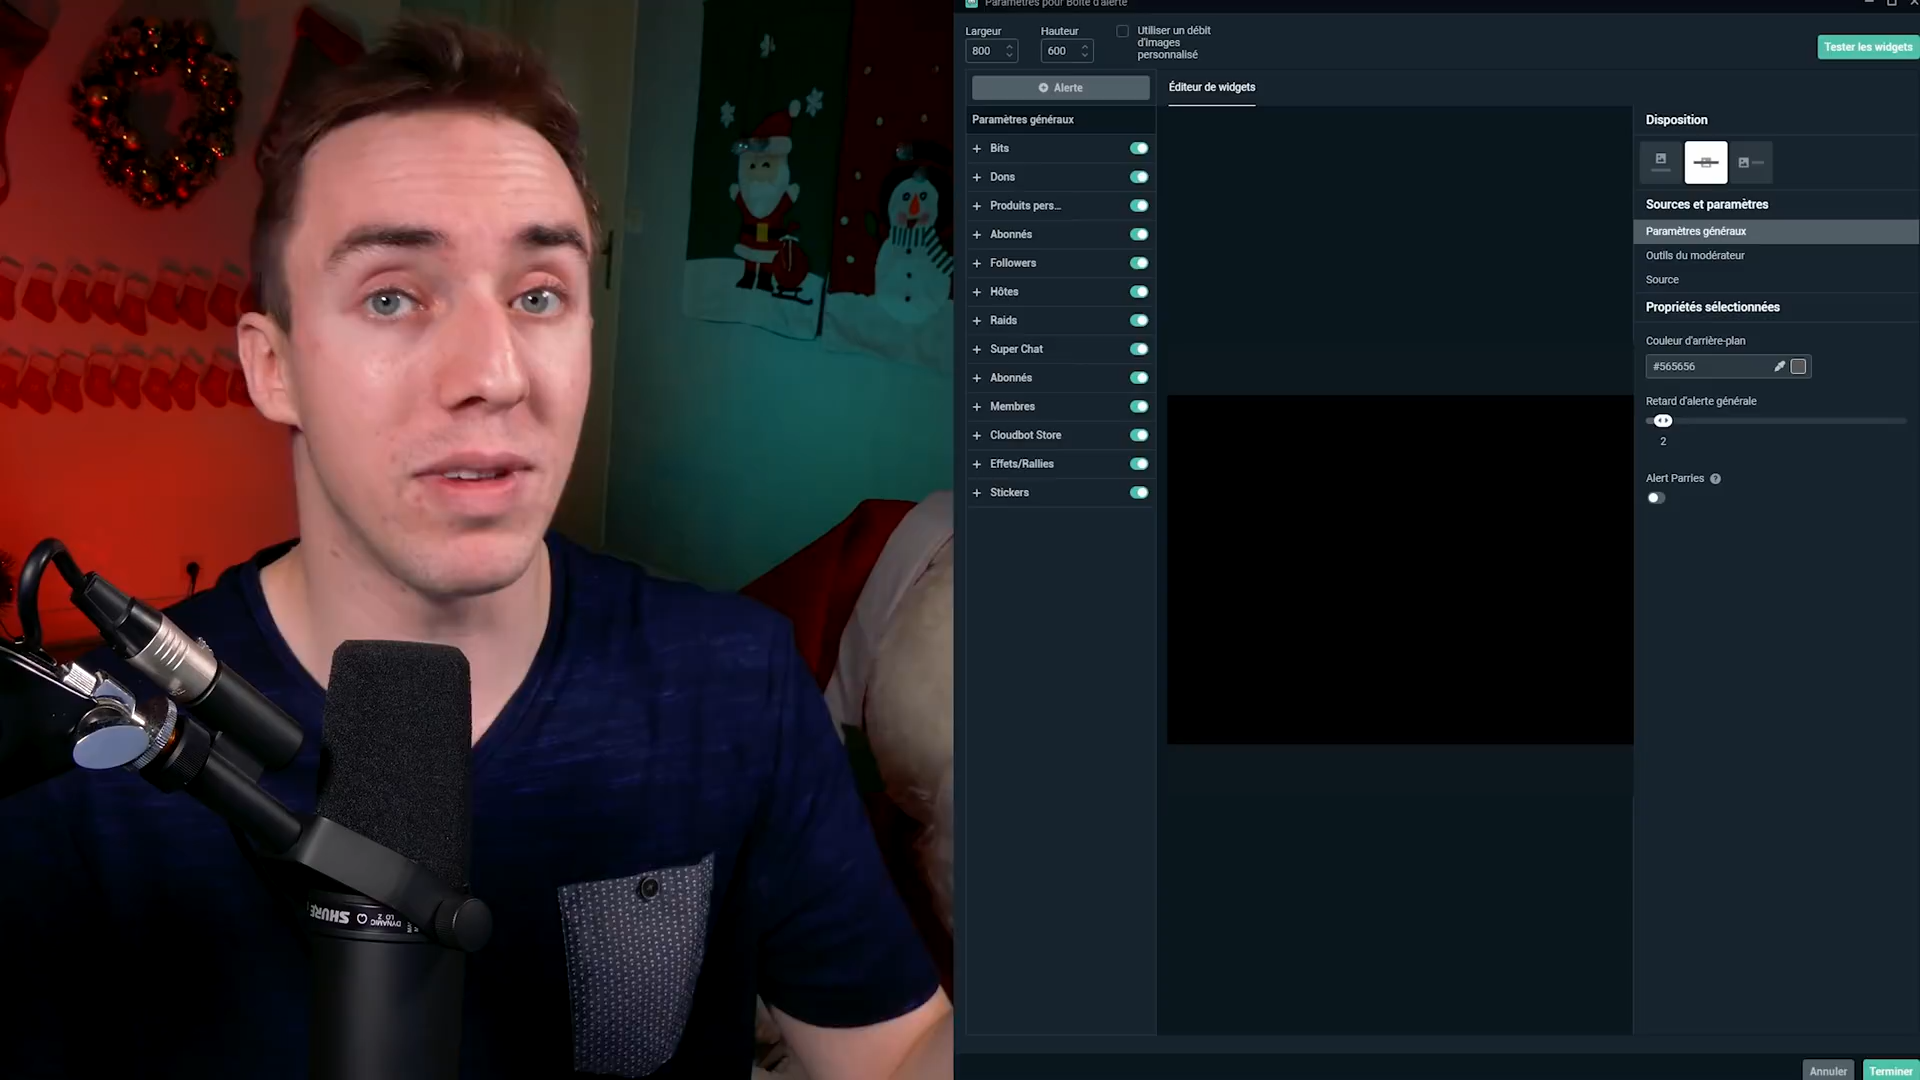 Paramètres pour Boîte d'alerte
Largeur
Hauteur
Utiliser un débit
d'images
personnalisé
800
600
Tester les widgets
Alerte
Éditeur de widgets
Paramètres généraux
Bits
Dons
Produits pers...
Abonnés
Followers
Hôtes
Raids
Super Chat
Abonnés
Membres
Cloudbot Store
Effets/Rallies
Stickers
Disposition
Sources et paramètres
Paramètres généraux
Outils du modérateur
Source
Propriétés sélectionnées
Couleur d'arrière-plan
#565656
Retard d'alerte générale
2
Alert Parries
?
Annuler
Terminer
SHURE
DYNAMIC
LO Z